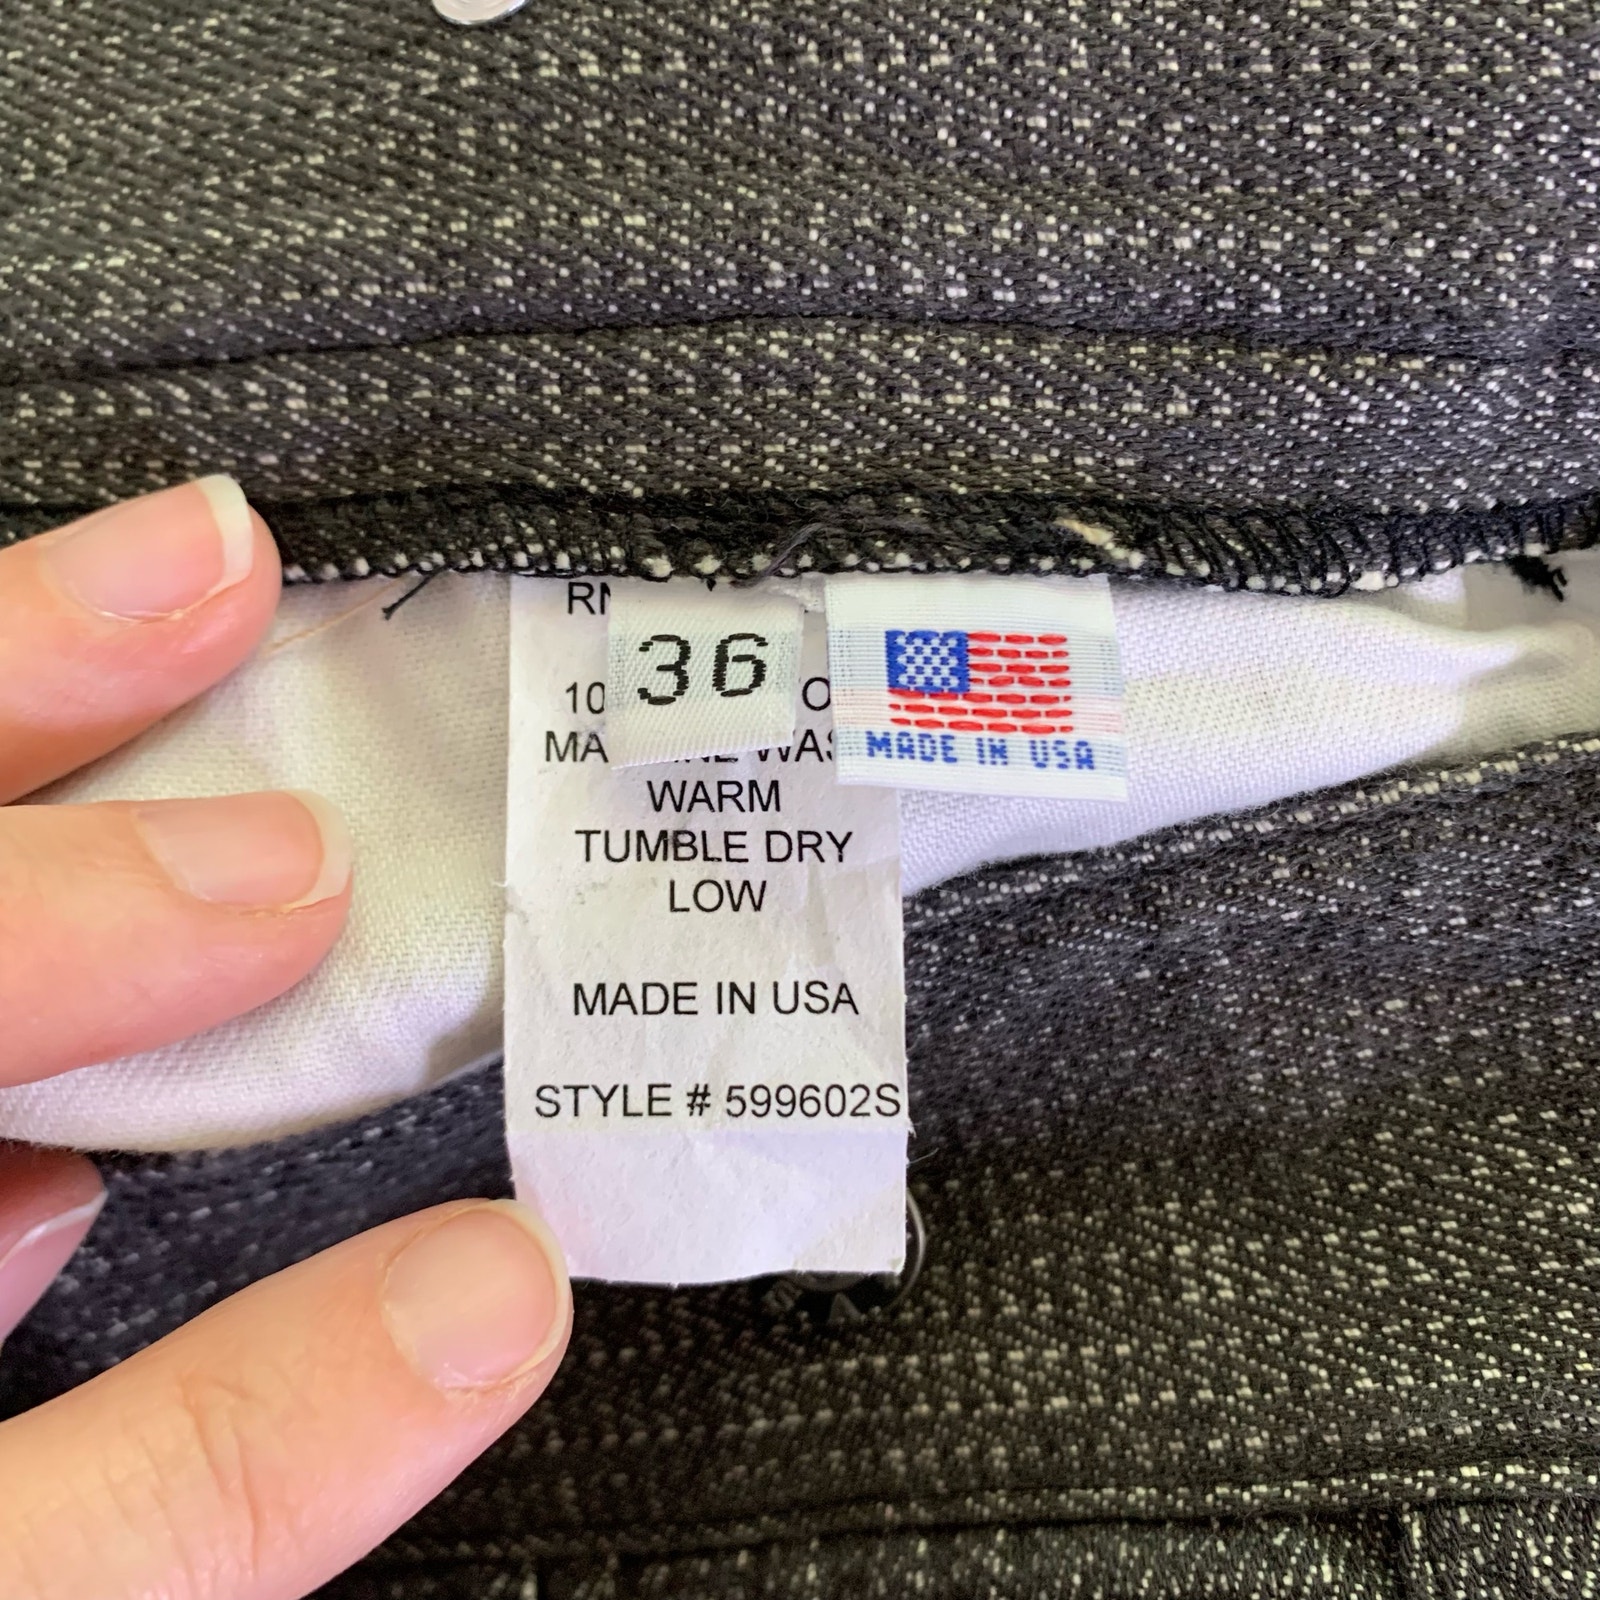 36
MADE IN USA
WARM
TUMBLE DRY
LOW
MADE IN USA
STYLE # 599602S